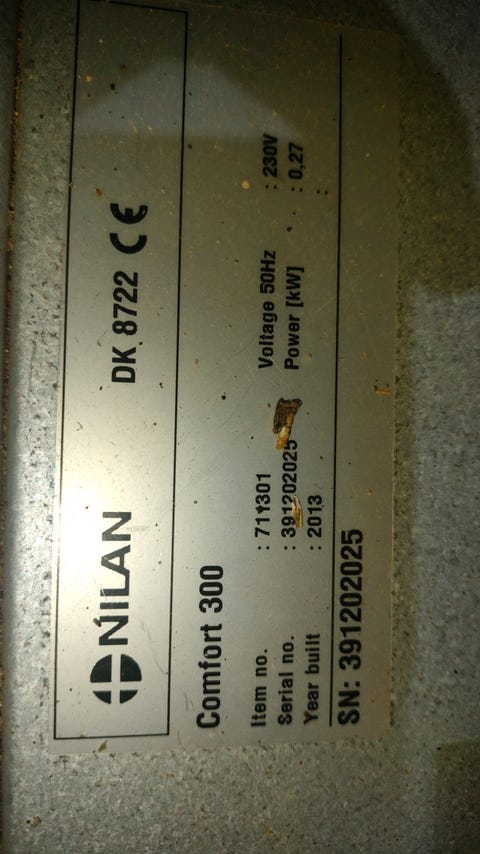 NILAN DK 8722 CE
Comfort 300
Item no. : 711301 Voltage 50Hz : 230V
Serial no. : 391202025 Power [kW] : 0,27
Year built : 2013 :
SN: 391202025